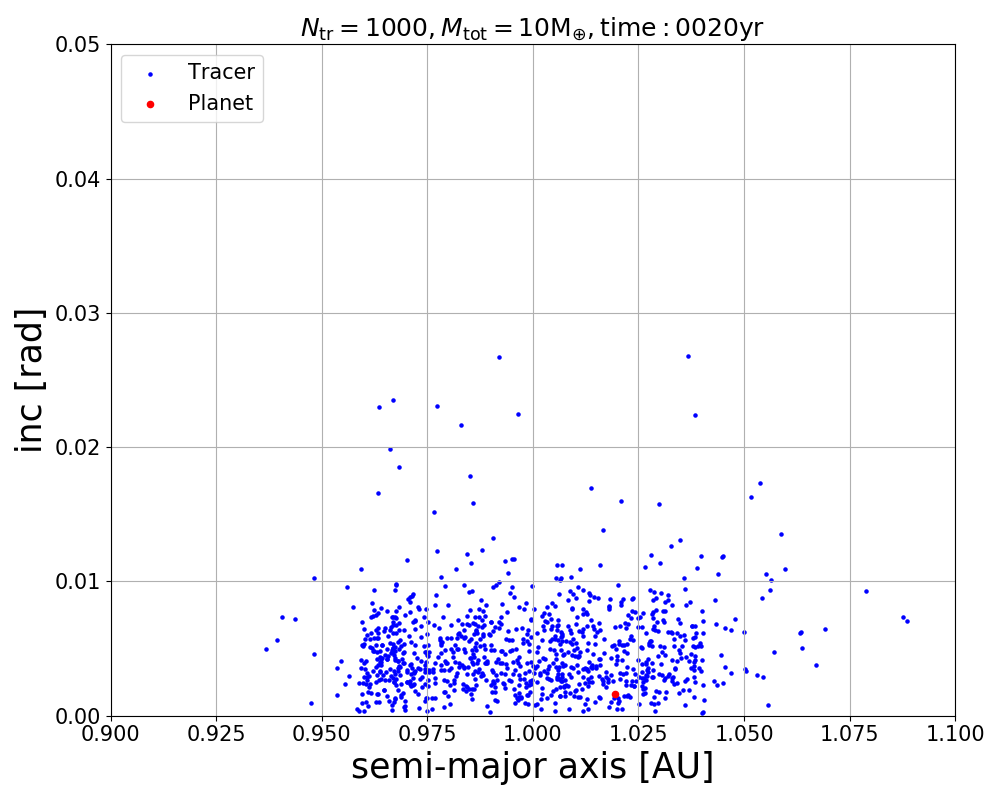 N_tr = 1000, M_tot = 10M_⊕, time : 0020yr
0.05
Tracer
Planet
0.04
0.03
0.02
0.01
0.00
inc [rad]
0.900 0.925 0.950 0.975 1.000 1.025 1.050 1.075 1.100
semi-major axis [AU]